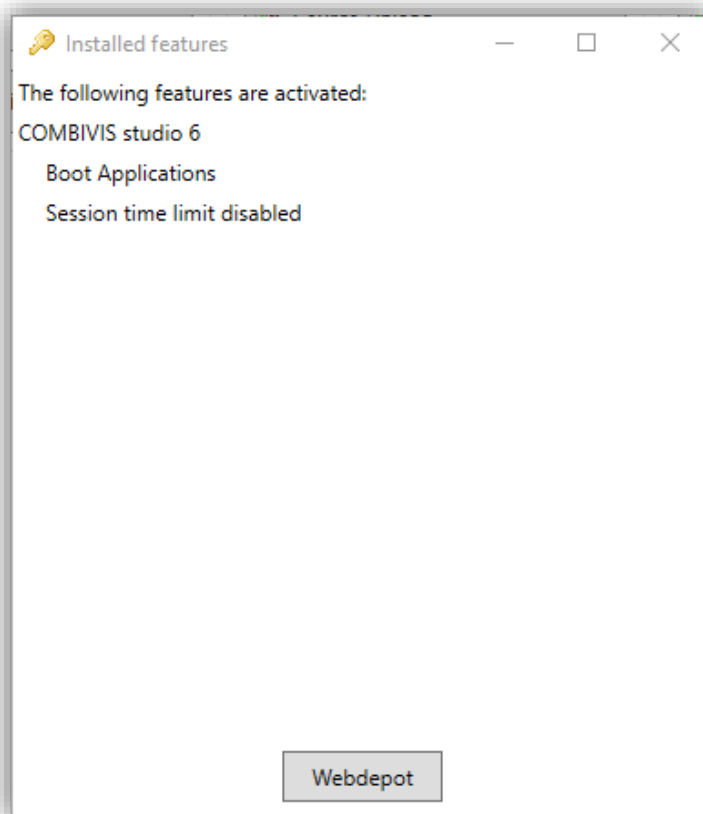 Installed features
The following features are activated:
COMBIVIS studio 6
Boot Applications
Session time limit disabled
Webdepot